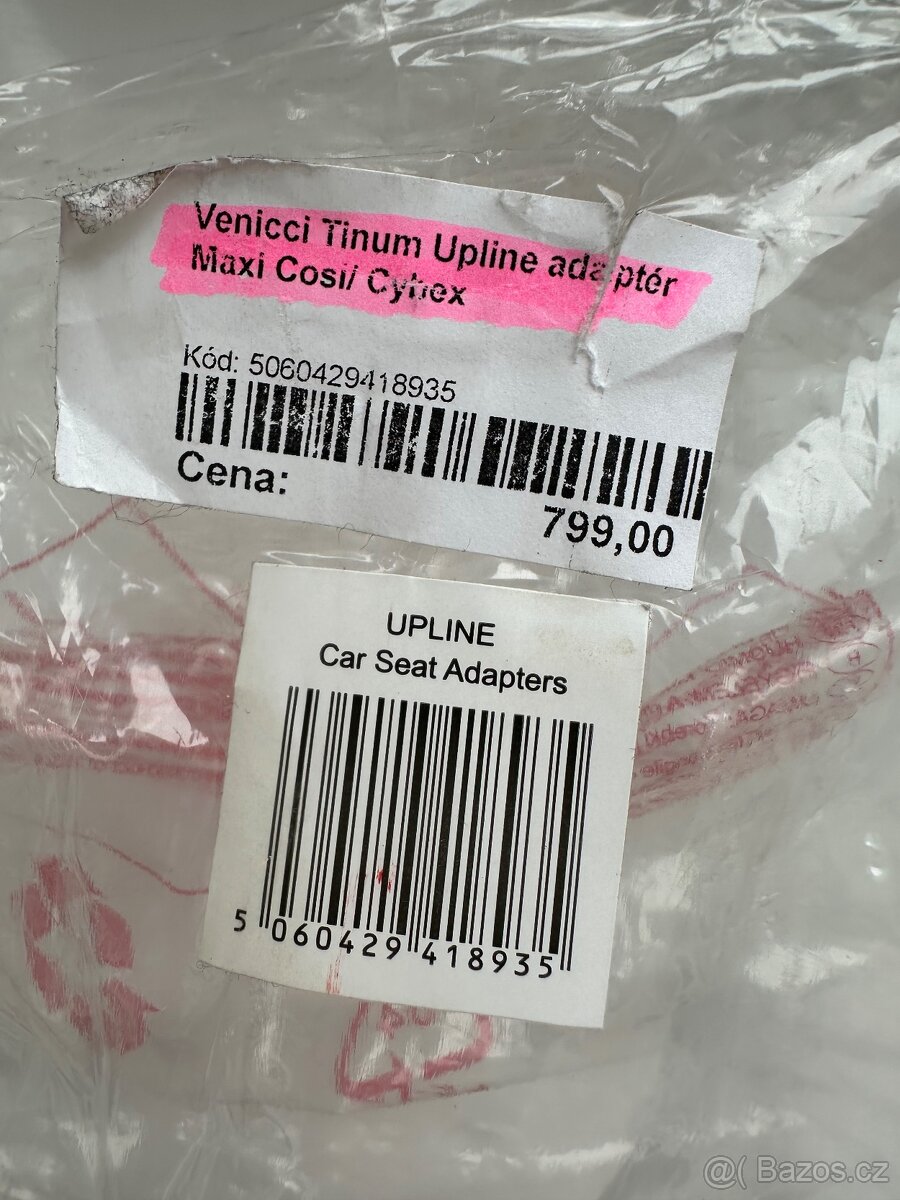 Venicci Tinum Upline adaptér
Maxi Cosi/ Cybex
Kód: 5060429418935
Cena:
799,00
UPLINE
Car Seat Adapters
5 060429 418935
@( Bazos.cz